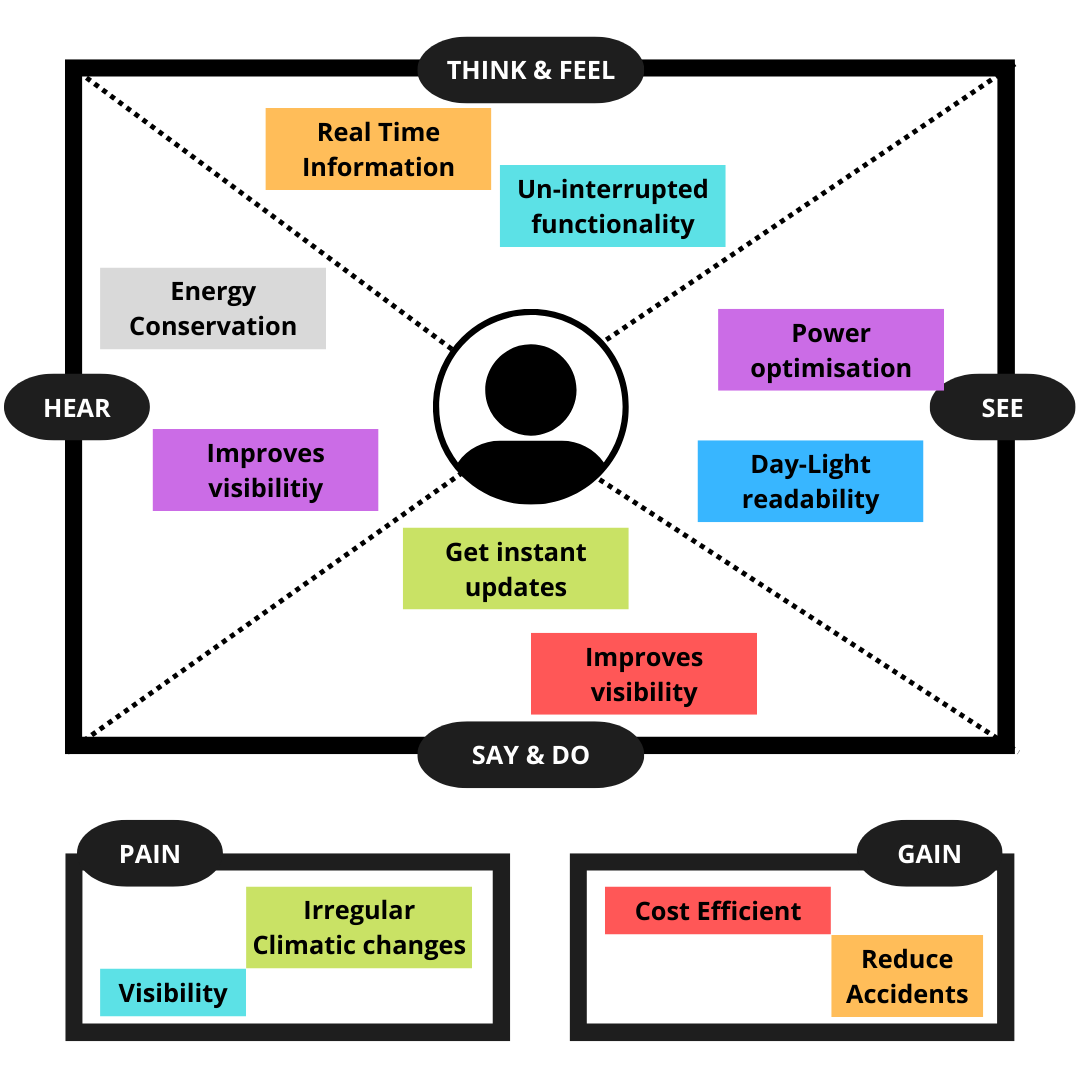 THINK & FEEL
Real Time
Information
Un-interrupted
functionality
Energy
Conservation
Power
optimisation
HEAR
SEE
Improves
visibilitiy
Day-Light
readability
Get instant
updates
Improves
visibility
SAY & DO
PAIN
Irregular
Climatic changes
Visibility
GAIN
Cost Efficient
Reduce
Accidents